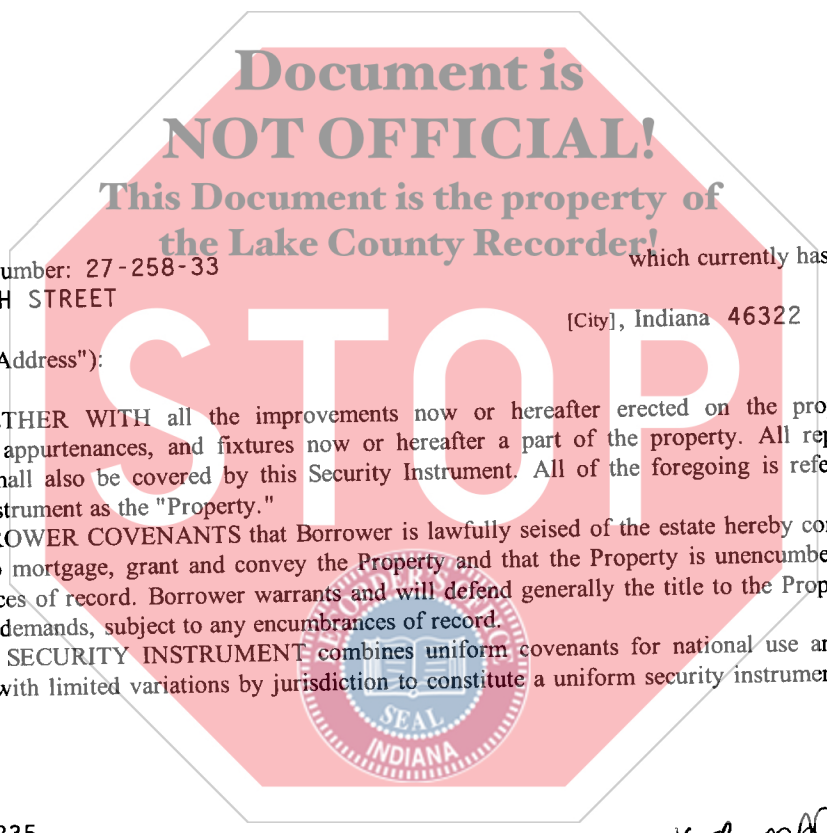 Document is
NOT OFFICIAL!
This Document is the property of
the Lake County Recorder!
umber: 27-258-33 which currently has
H STREET
[City], Indiana 46322
Address"):
STOP
THER WITH all the improvements now or hereafter erected on the pro
appurtenances, and fixtures now or hereafter a part of the property. All rep
hall also be covered by this Security Instrument. All of the foregoing is refe
strument as the "Property."
ROWER COVENANTS that Borrower is lawfully seised of the estate hereby co
mortgage, grant and convey the Property and that the Property is unencumbe
ces of record. Borrower warrants and will defend generally the title to the Prop
demands, subject to any encumbrances of record.
SECURITY INSTRUMENT combines uniform covenants for national use a
with limited variations by jurisdiction to constitute a uniform security instrumen
RECORDER'S OFFICE
SEAL
INDIANA